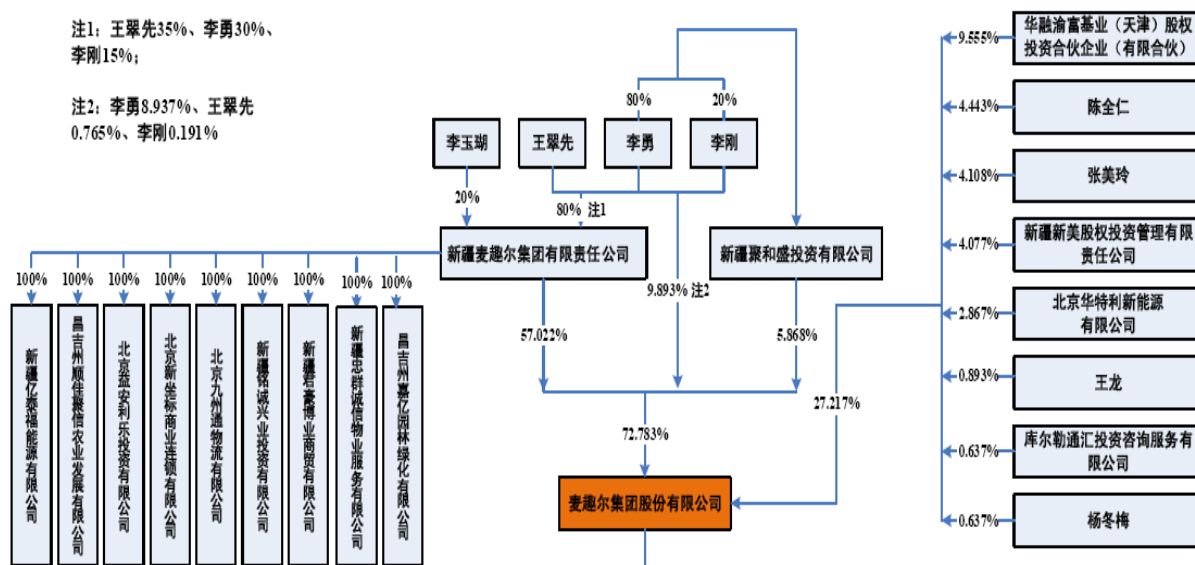 注1；王翠先35%、李勇30%、
李刚15%；
注2；李勇8.937%、王翠先
0.765%、李刚0.191%
80%
20%
李玉瑚
王翠先
李勇
李刚
20%
80% 注1
新疆麦趣尔集团有限责任公司
新疆聚和盛投资有限公司
100%
100%
100%
100%
100%
100%
100%
100%
100%
新疆亿泰福能源有限公司
昌吉州顺佳聚信农业发展有限公司
北京益安利乐投资有限公司
北京新坐标商业连锁有限公司
北京九州通物流有限公司
新疆铭诚兴业投资有限公司
新疆君豪博业商贸有限公司
新疆忠群诚信物业服务有限公司
昌吉州嘉亿园林绿化有限公司
57.022%
9.893% 注2
5.868%
72.783%
27.217%
麦趣尔集团股份有限公司
9.555%
华融渝富基业（天津）股权
投资合伙企业（有限合伙）
4.443%
陈全仁
4.108%
张美玲
4.077%
新疆新美股权投资管理有限
责任公司
2.867%
北京华特利新能源
有限公司
0.893%
王龙
0.637%
库尔勒通汇投资咨询服务有
限公司
0.637%
杨冬梅